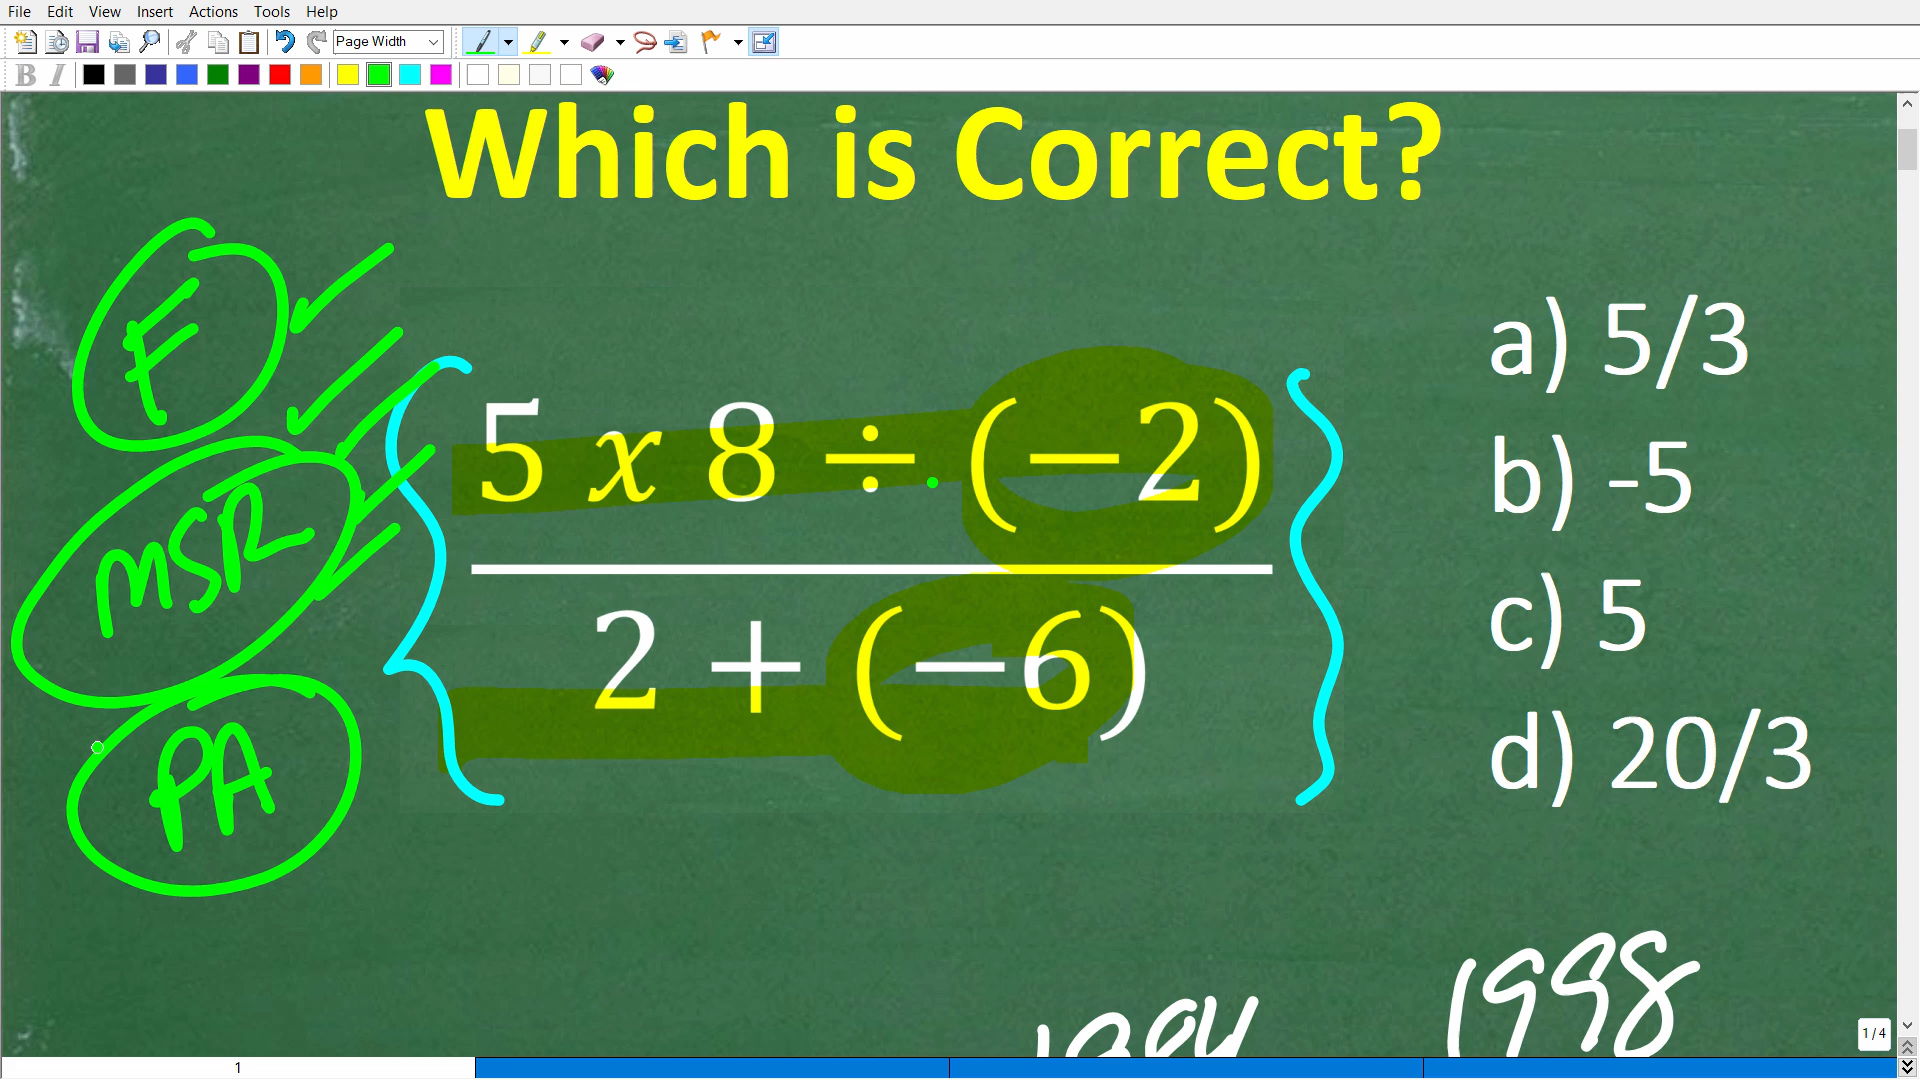 File Edit View Insert Actions Tools Help
Page Width
B I
Which is Correct?
F
MSR
PA
5 x 8 ÷ (−2)
2 + (−6)
a) 5/3
b) -5
c) 5
d) 20/3
1998
1 / 4
1